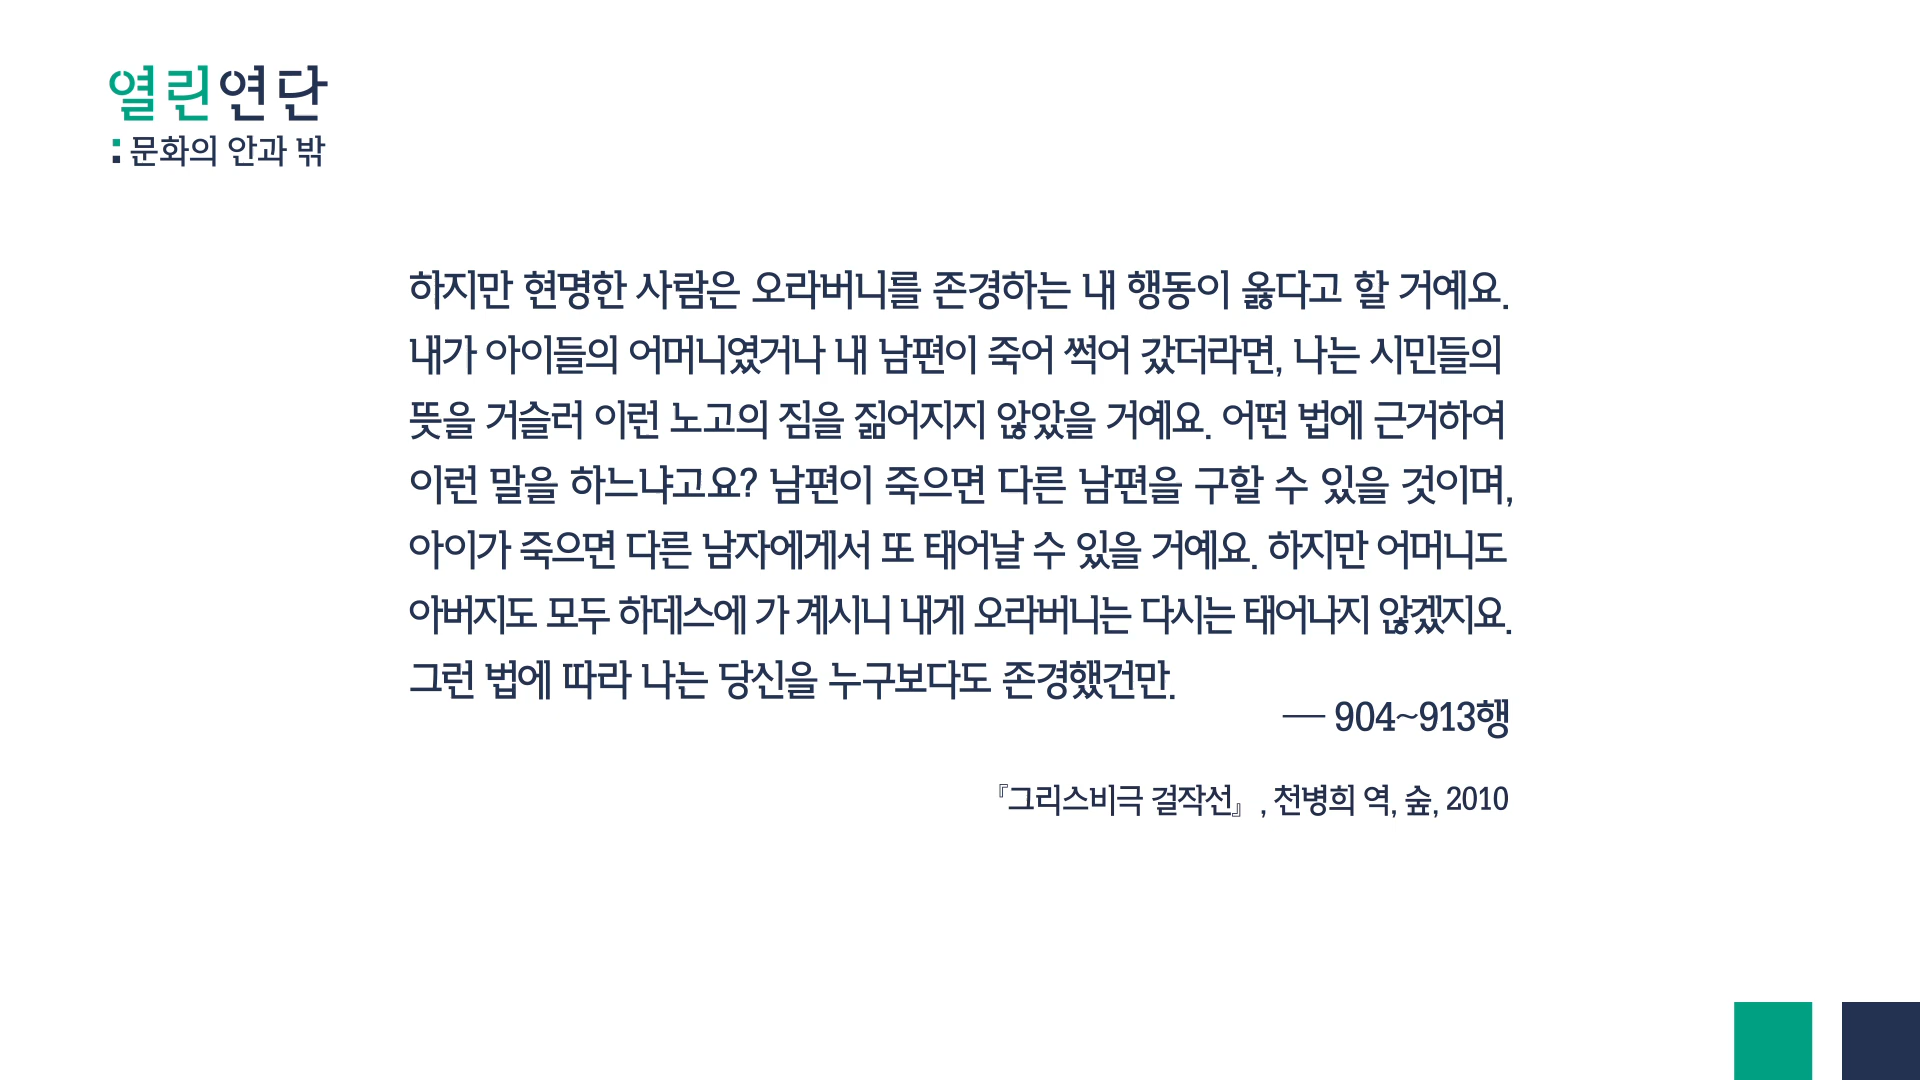 열린연단
: 문화의 안과 밖
하지만 현명한 사람은 오라버니를 존경하는 내 행동이 옳다고 할 거예요.
내가 아이들의 어머니였거나 내 남편이 죽어 썩어 갔더라면, 나는 시민들의
뜻을 거슬러 이런 노고의 짐을 짊어지지 않았을 거예요. 어떤 법에 근거하여
이런 말을 하느냐고요? 남편이 죽으면 다른 남편을 구할 수 있을 것이며,
아이가 죽으면 다른 남자에게서 또 태어날 수 있을 거예요. 하지만 어머니도
아버지도 모두 하데스에 가 계시니 내게 오라버니는 다시는 태어나지 않겠지요.
그런 법에 따라 나는 당신을 누구보다도 존경했건만.
— 904~913행
『그리스비극 걸작선』, 천병희 역, 숲, 2010